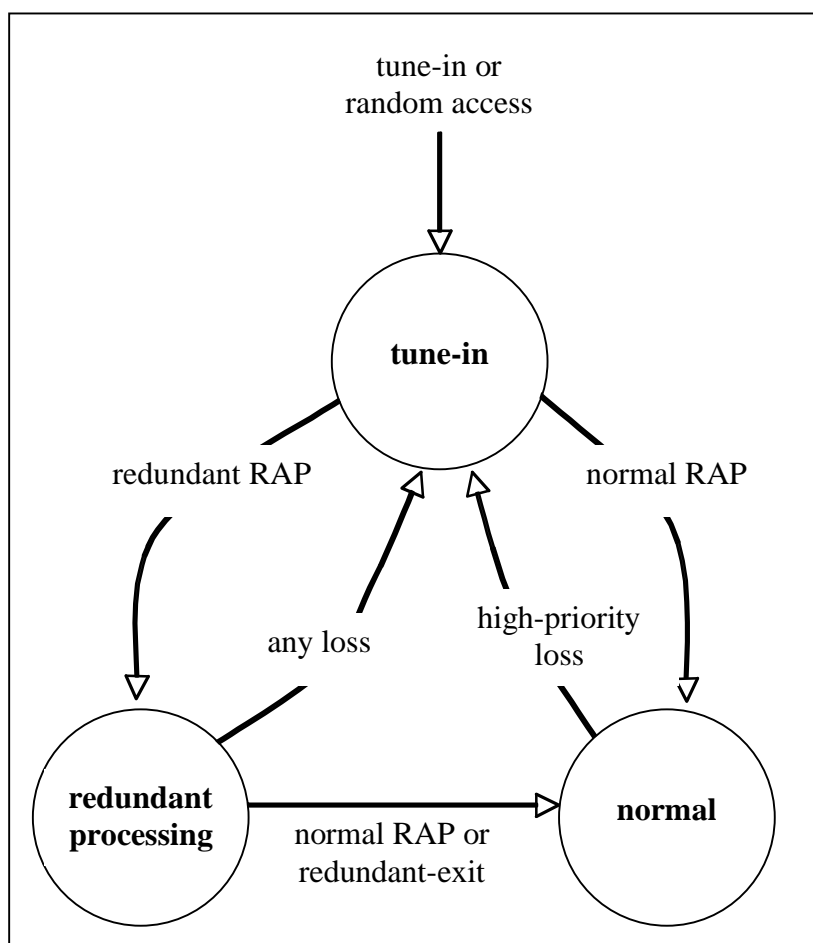 tune-in or
random access
tune-in
redundant RAP
normal RAP
any loss
high-priority
loss
redundant
processing
normal RAP or
redundant-exit
normal